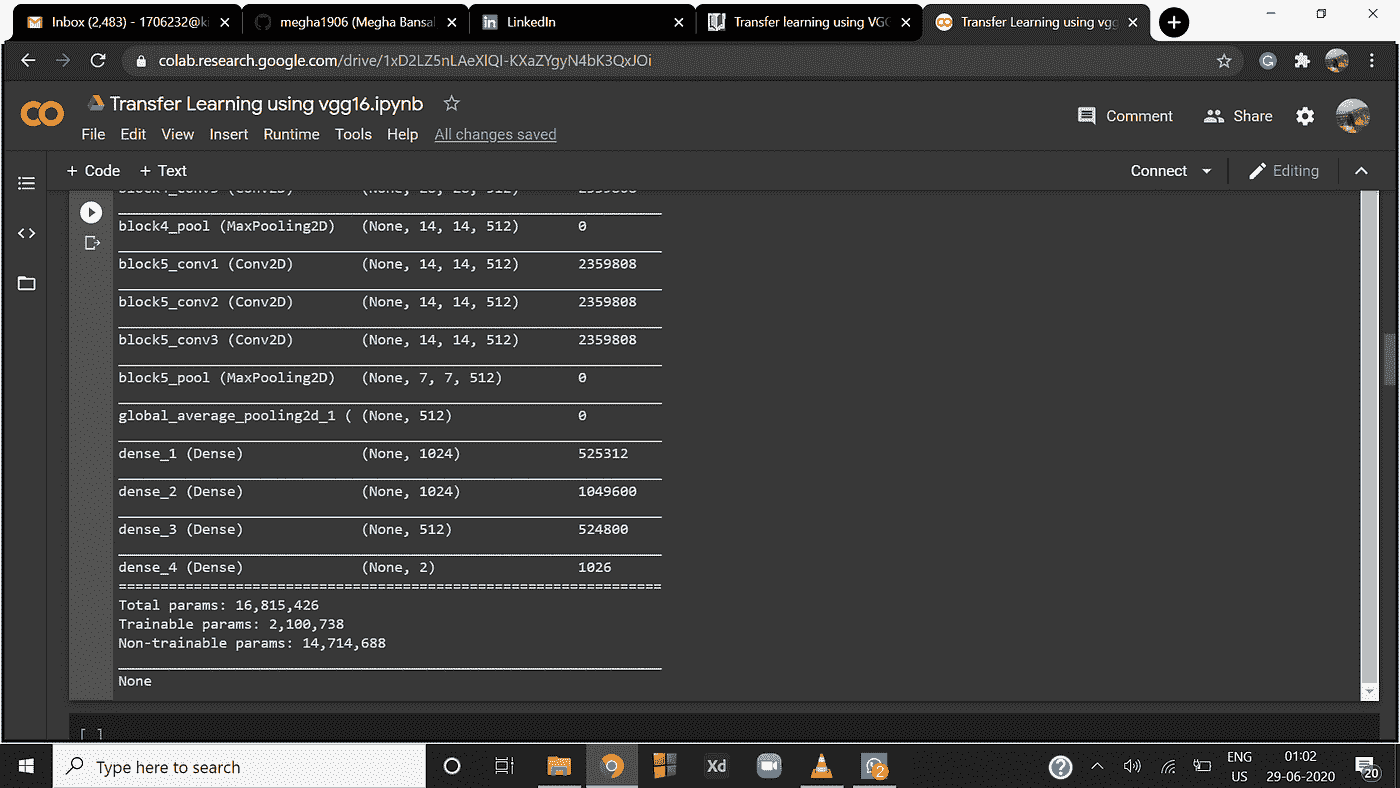 Inbox (2,483) - 1706232@ki
megha1906 (Megha Bansal
LinkedIn
Transfer learning using VGG
Transfer Learning using vgg
colab.research.google.com/drive/1xD2LZ5nLAeXlQI-KXaZYgyN4bK3QxJOi
Transfer Learning using vgg16.ipynb
Comment Share
File Edit View Insert Runtime Tools Help All changes saved
+ Code + Text Connect Editing
block4_pool (MaxPooling2D) (None, 14, 14, 512) 0
block5_conv1 (Conv2D) (None, 14, 14, 512) 2359808
block5_conv2 (Conv2D) (None, 14, 14, 512) 2359808
block5_conv3 (Conv2D) (None, 14, 14, 512) 2359808
block5_pool (MaxPooling2D) (None, 7, 7, 512) 0
global_average_pooling2d_1 ( (None, 512) 0
dense_1 (Dense) (None, 1024) 525312
dense_2 (Dense) (None, 1024) 1049600
dense_3 (Dense) (None, 512) 524800
dense_4 (Dense) (None, 2) 1026
=================================================================
Total params: 16,815,426
Trainable params: 2,100,738
Non-trainable params: 14,714,688
None
[ ]
Type here to search
Xd
2
ENG
US
01:02
29-06-2020
20